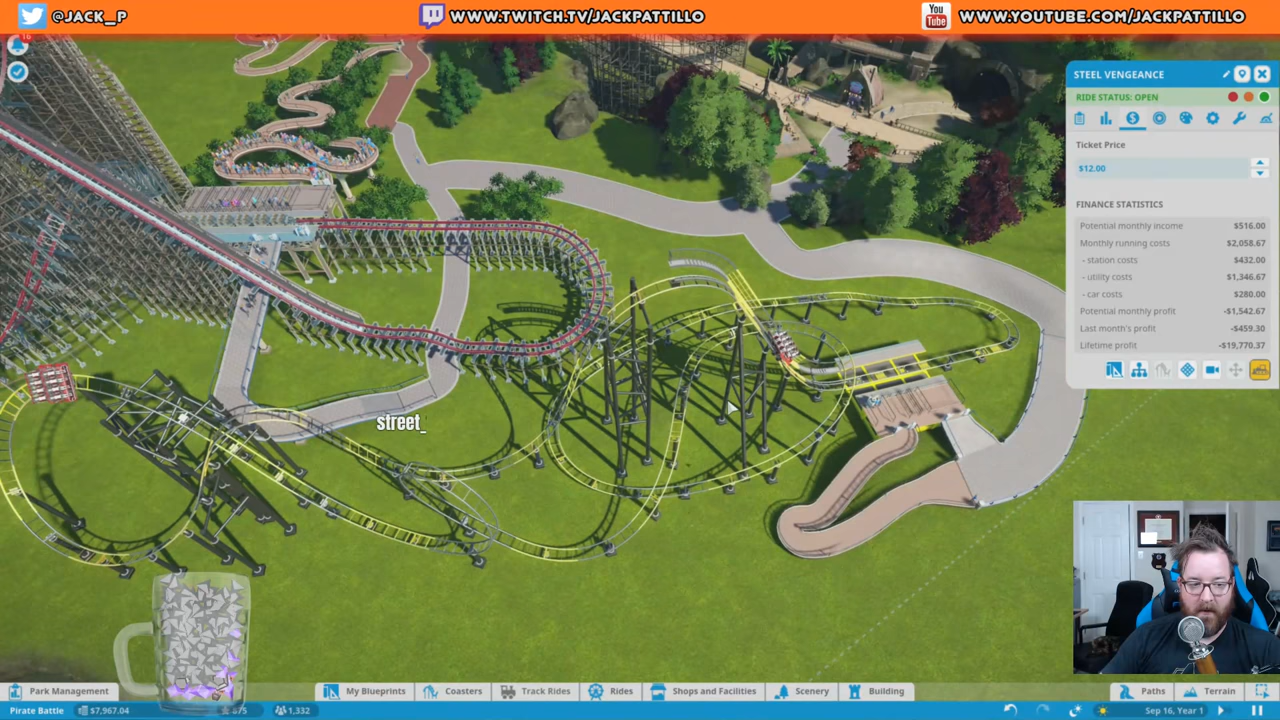 @JACK_P
WWW.TWITCH.TV/JACKPATTILLO
You Tube
WWW.YOUTUBE.COM/JACKPATTILLO
16
STEEL VENGEANCE
RIDE STATUS: OPEN
Ticket Price
$12.00
FINANCE STATISTICS
Potential monthly income $516.00
Monthly running costs $2,058.67
- station costs $432.00
- utility costs $1,346.67
- car costs $280.00
Potential monthly profit -$1,542.67
Last month's profit -$459.30
Lifetime profit -$19,770.37
street_
Park Management
My Blueprints
Coasters
Track Rides
Rides
Shops and Facilities
Scenery
Building
Paths
Terrain
Pirate Battle
$7,967.04
875
1,332
Sep 16, Year 1